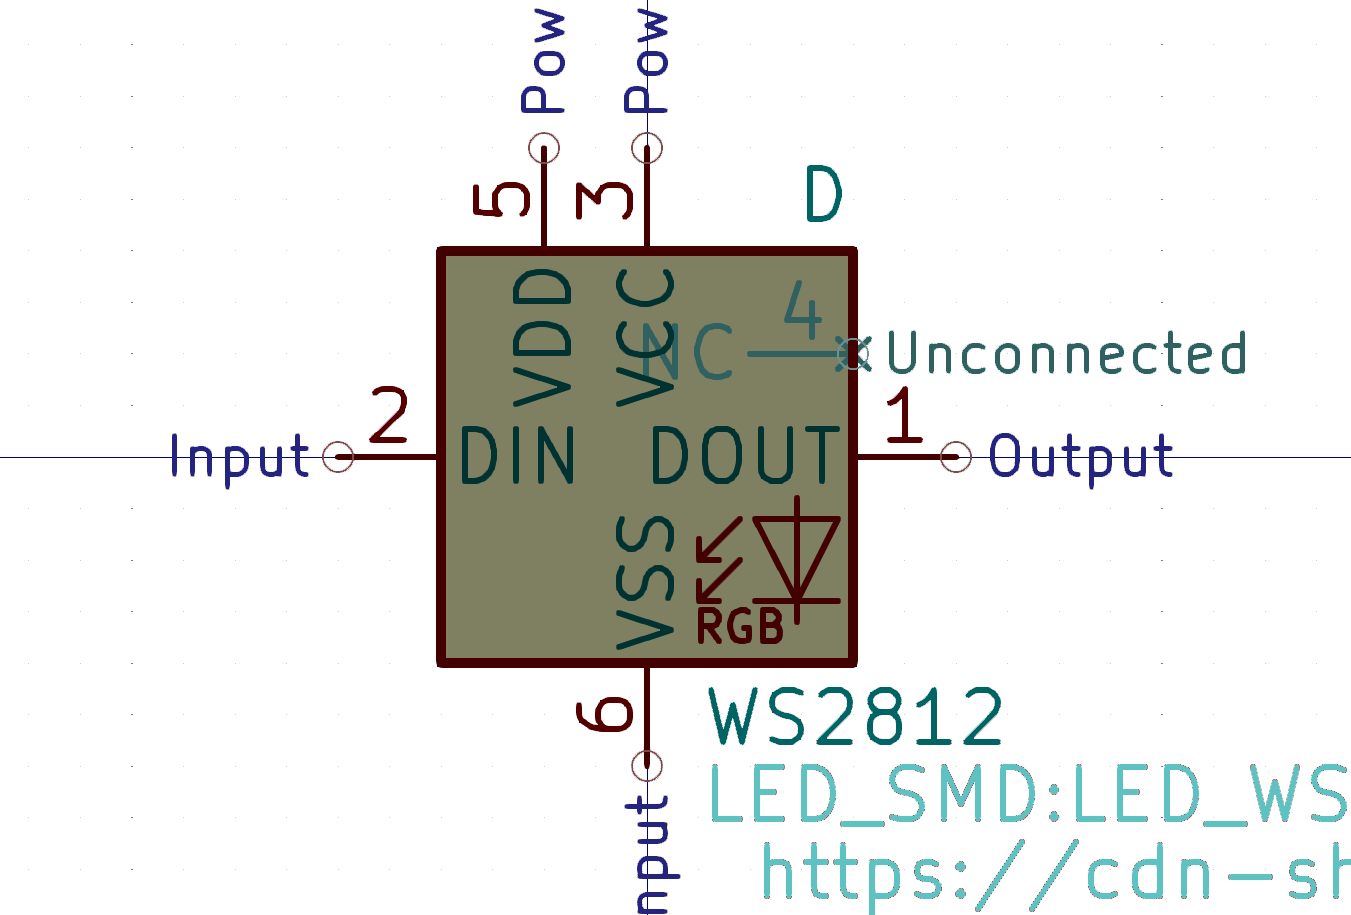 Pow
Pow
5
3
D
VDD
VCC
4
NC
Unconnected
2
1
Input
DIN
DOUT
Output
VSS
RGB
6
WS2812
LED_SMD:LED_WS
https://cdn-sh
Input